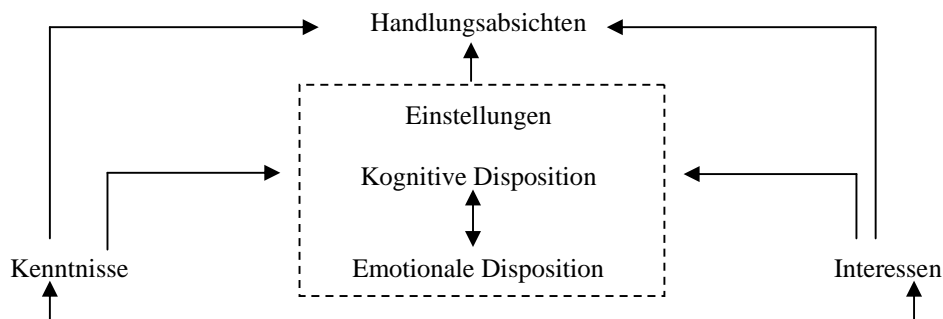 Handlungsabsichten
Einstellungen
Kognitive Disposition
Emotionale Disposition
Kenntnisse
Interessen